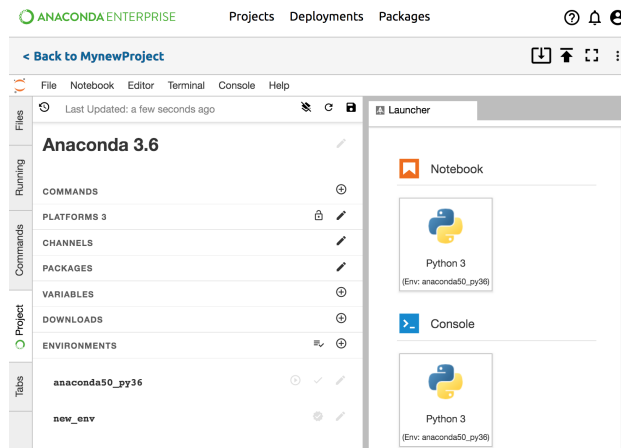 ANACONDA ENTERPRISE Projects Deployments Packages
< Back to MynewProject
File Notebook Editor Terminal Console Help
Files
Running
Commands
Project
Tabs
Last Updated: a few seconds ago
Anaconda 3.6
COMMANDS
PLATFORMS 3
CHANNELS
PACKAGES
VARIABLES
DOWNLOADS
ENVIRONMENTS
anaconda50_py36
new_env
Launcher
Notebook
Python 3
(Env: anaconda50_py36)
Console
Python 3
(Env: anaconda50_py36)